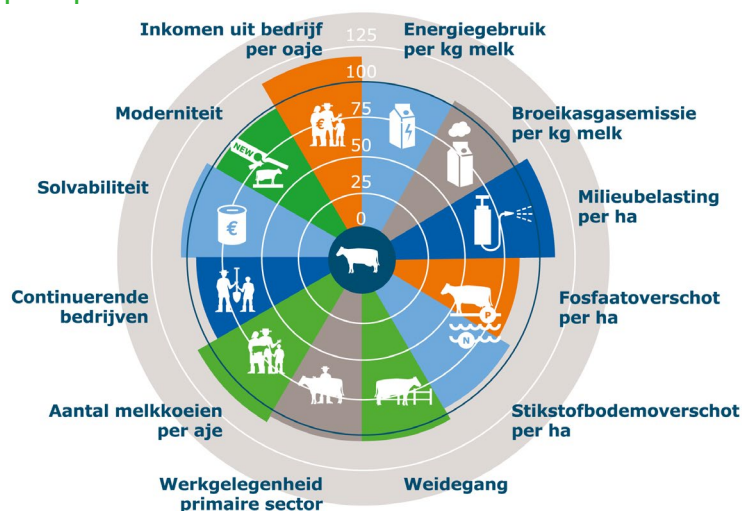 Inkomen uit bedrijf
per oaje
Energiegebruik
per kg melk
125
100
75
50
25
0
Moderniteit
Broeikasgasemissie
per kg melk
NEW
€
Solvabiliteit
€
Milieubelasting
per ha
Continuerende
bedrijven
Fosfaatoverschot
per ha
P
N
Aantal melkkoeien
per aje
Stikstofbodemoverschot
per ha
Werkgelegenheid
primaire sector
Weidegang